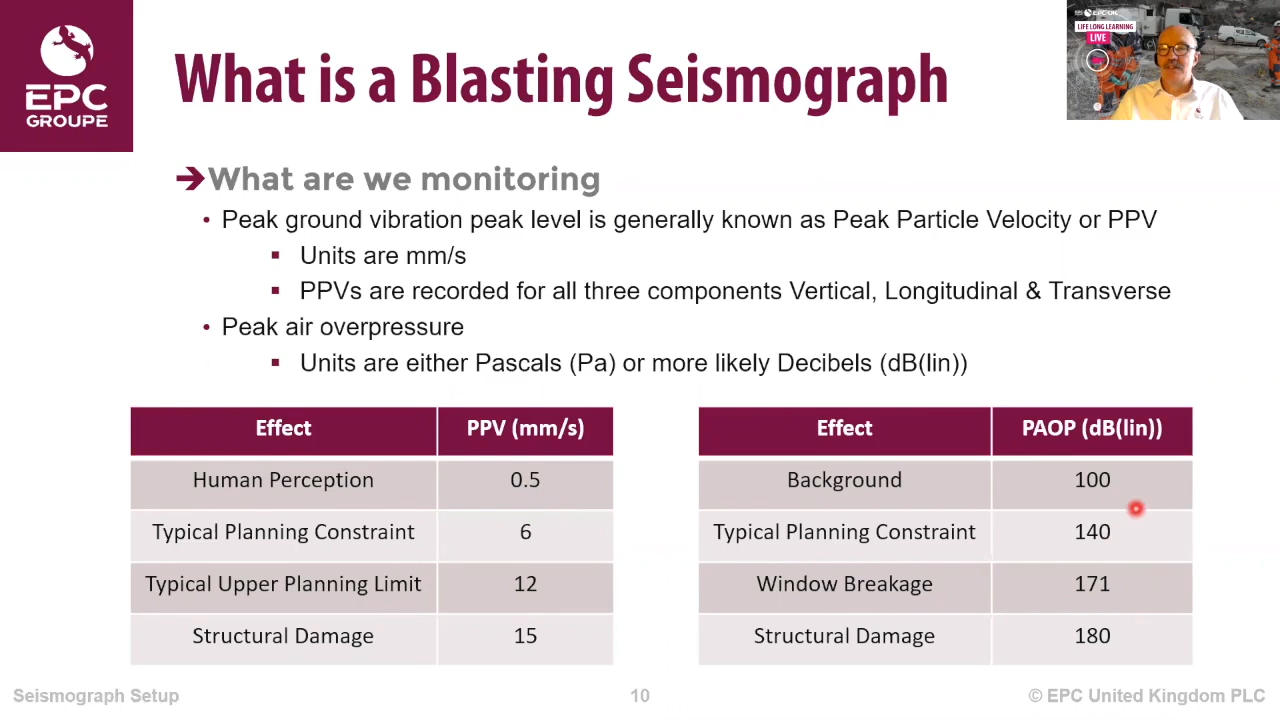 EPC
GROUPE
What is a Blasting Seismograph
EPC-UK
LIFE LONG LEARNING
LIVE
➔What are we monitoring
• Peak ground vibration peak level is generally known as Peak Particle Velocity or PPV
▪ Units are mm/s
▪ PPVs are recorded for all three components Vertical, Longitudinal & Transverse
• Peak air overpressure
▪ Units are either Pascals (Pa) or more likely Decibels (dB(lin))
Effect PPV (mm/s)
Human Perception 0.5
Typical Planning Constraint 6
Typical Upper Planning Limit 12
Structural Damage 15
Effect PAOP (dB(lin))
Background 100
Typical Planning Constraint 140
Window Breakage 171
Structural Damage 180
Seismograph Setup
10
© EPC United Kingdom PLC